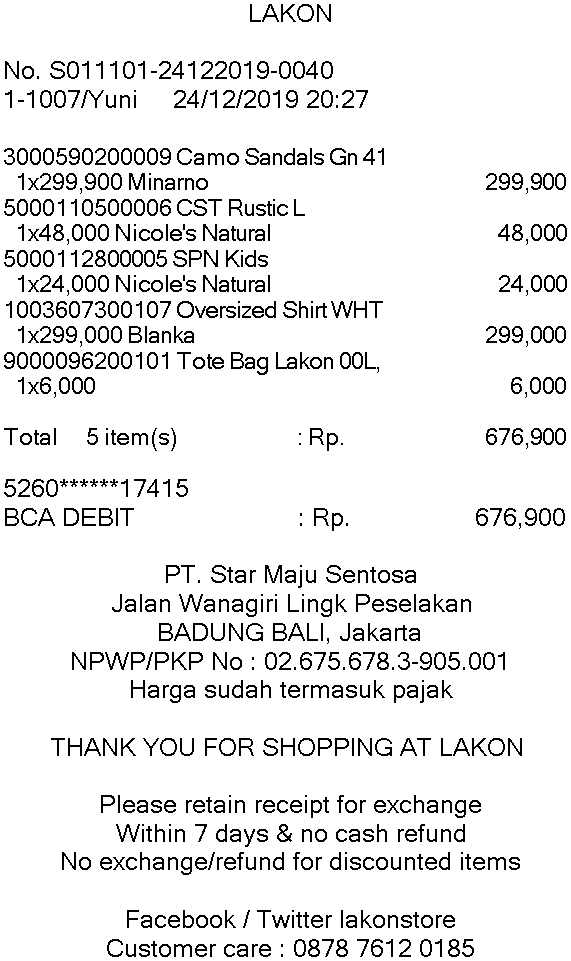 LAKON
No. S011101-24122019-0040
1-1007/Yuni 24/12/2019 20:27
3000590200009 Camo Sandals Gn 41
1x299,900 Minarno 299,900
5000110500006 CST Rustic L
1x48,000 Nicole's Natural 48,000
5000112800005 SPN Kids
1x24,000 Nicole's Natural 24,000
1003607300107 Oversized Shirt WHT
1x299,000 Blanka 299,000
9000096200101 Tote Bag Lakon 00L,
1x6,000 6,000
Total 5 item(s) : Rp. 676,900
5260******17415
BCA DEBIT : Rp. 676,900
PT. Star Maju Sentosa
Jalan Wanagiri Lingk Peselakan
BADUNG BALI, Jakarta
NPWP/PKP No : 02.675.678.3-905.001
Harga sudah termasuk pajak
THANK YOU FOR SHOPPING AT LAKON
Please retain receipt for exchange
Within 7 days & no cash refund
No exchange/refund for discounted items
Facebook / Twitter lakonstore
Customer care : 0878 7612 0185